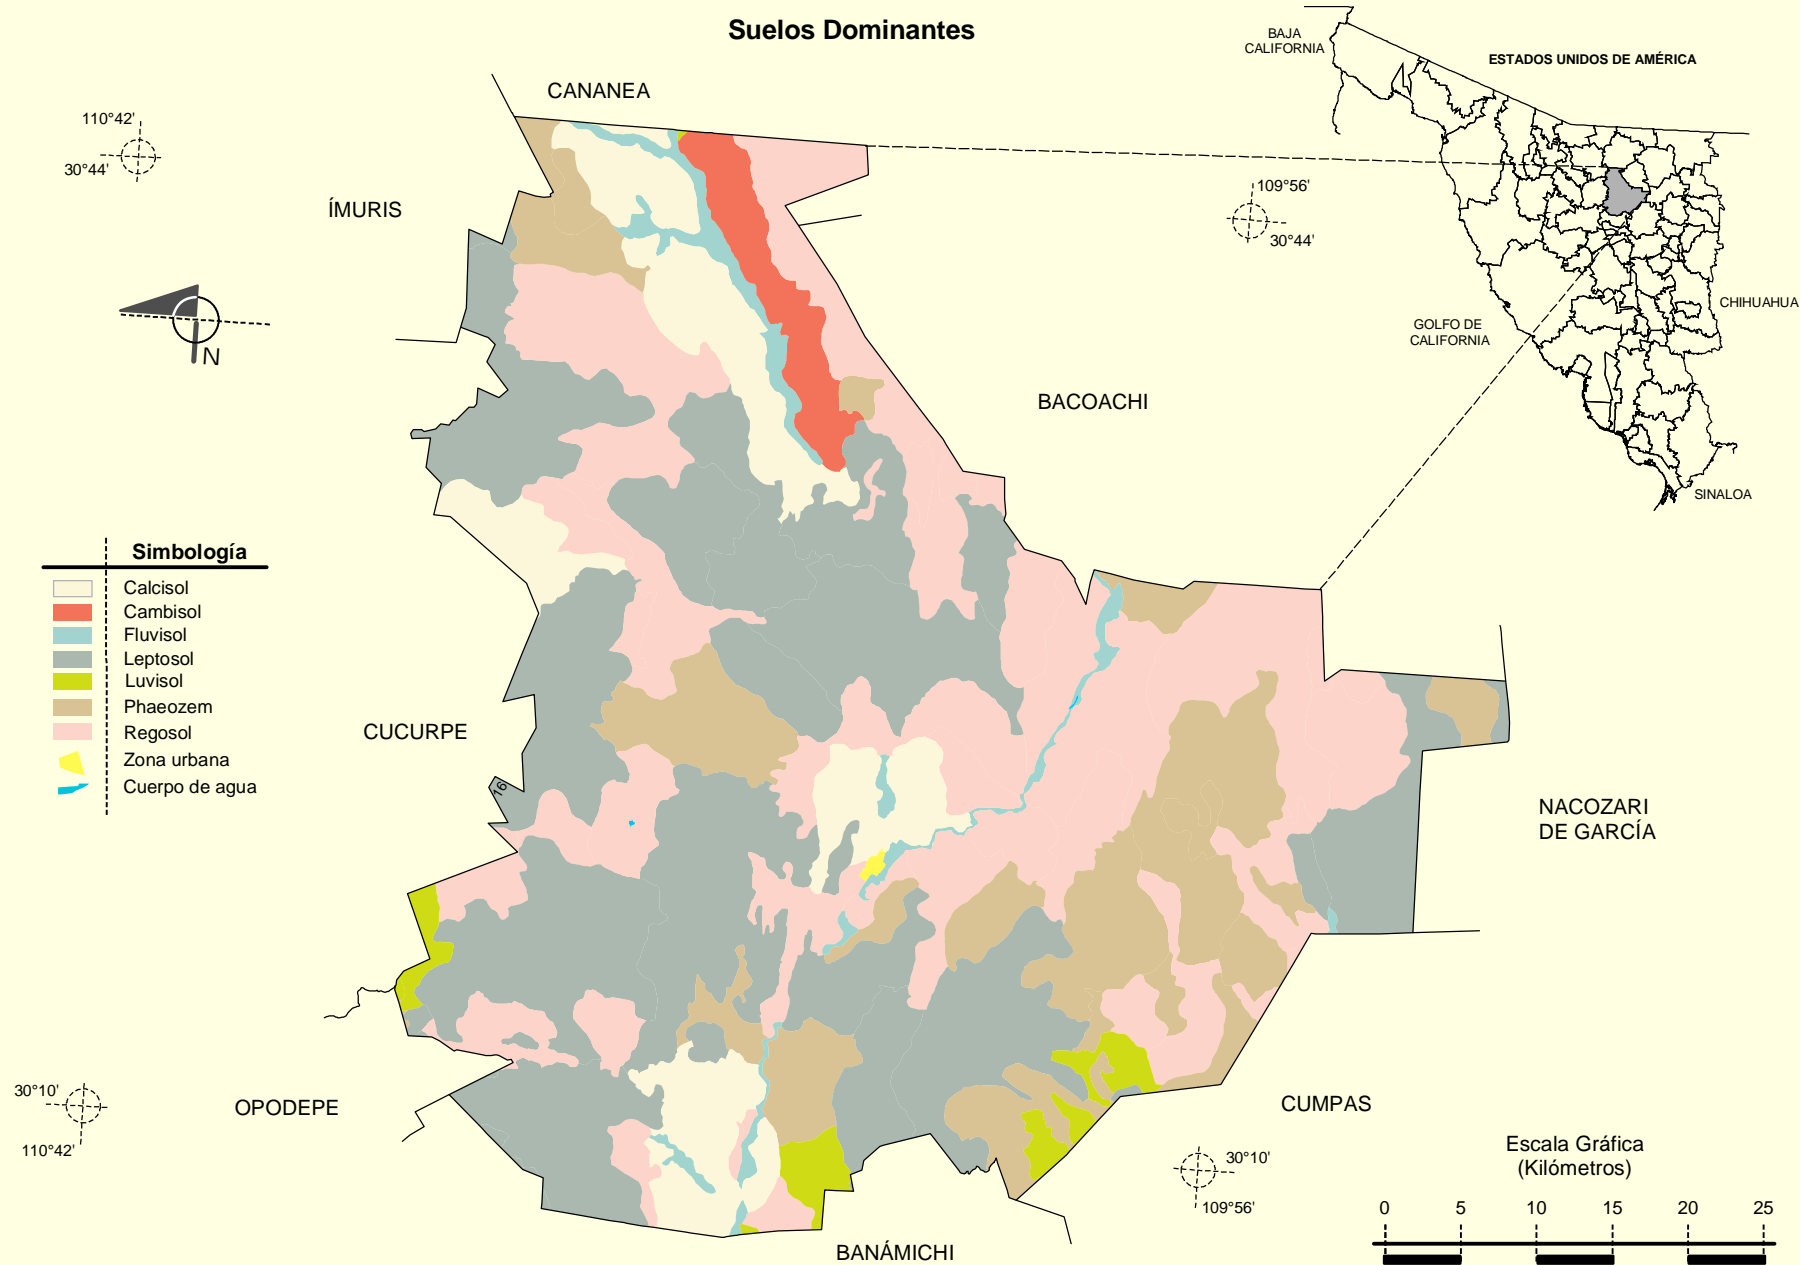 Suelos Dominantes
BAJA
CALIFORNIA
ESTADOS UNIDOS DE AMÉRICA
CANANEA
110°42'
30°44'
ÍMURIS
109°56'
30°44'
N
CHIHUAHUA
GOLFO DE
CALIFORNIA
BACOACHI
SINALOA
Simbología
Calcisol
Cambisol
Fluvisol
Leptosol
Luvisol
Phaeozem
Regosol
Zona urbana
Cuerpo de agua
CUCURPE
16
NACOZARI
DE GARCÍA
30°10'
110°42'
OPODEPE
CUMPAS
30°10'
109°56'
BANÁMICHI
Escala Gráfica
(Kilómetros)
0 5 10 15 20 25